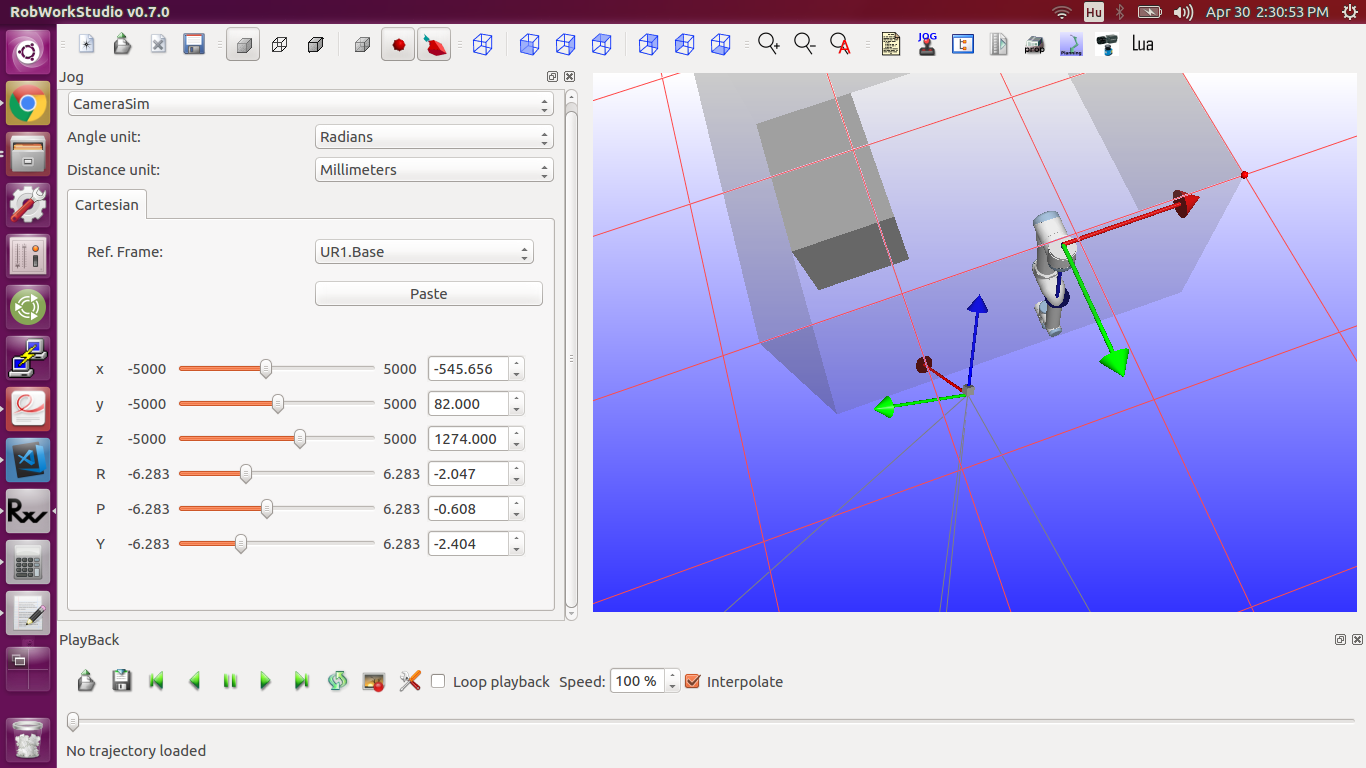 RobWorkStudio v0.7.0
Hu
Apr 30 2:30:53 PM
JOG
prop
Planning
Lua
Jog
CameraSim
Angle unit: Radians
Distance unit: Millimeters
Cartesian
Ref. Frame: UR1.Base
Paste
x -5000 5000 -545.656
y -5000 5000 82.000
z -5000 5000 1274.000
R -6.283 6.283 -2.047
P -6.283 6.283 -0.608
Y -6.283 6.283 -2.404
PlayBack
Loop playback Speed: 100 % Interpolate
No trajectory loaded
Rw